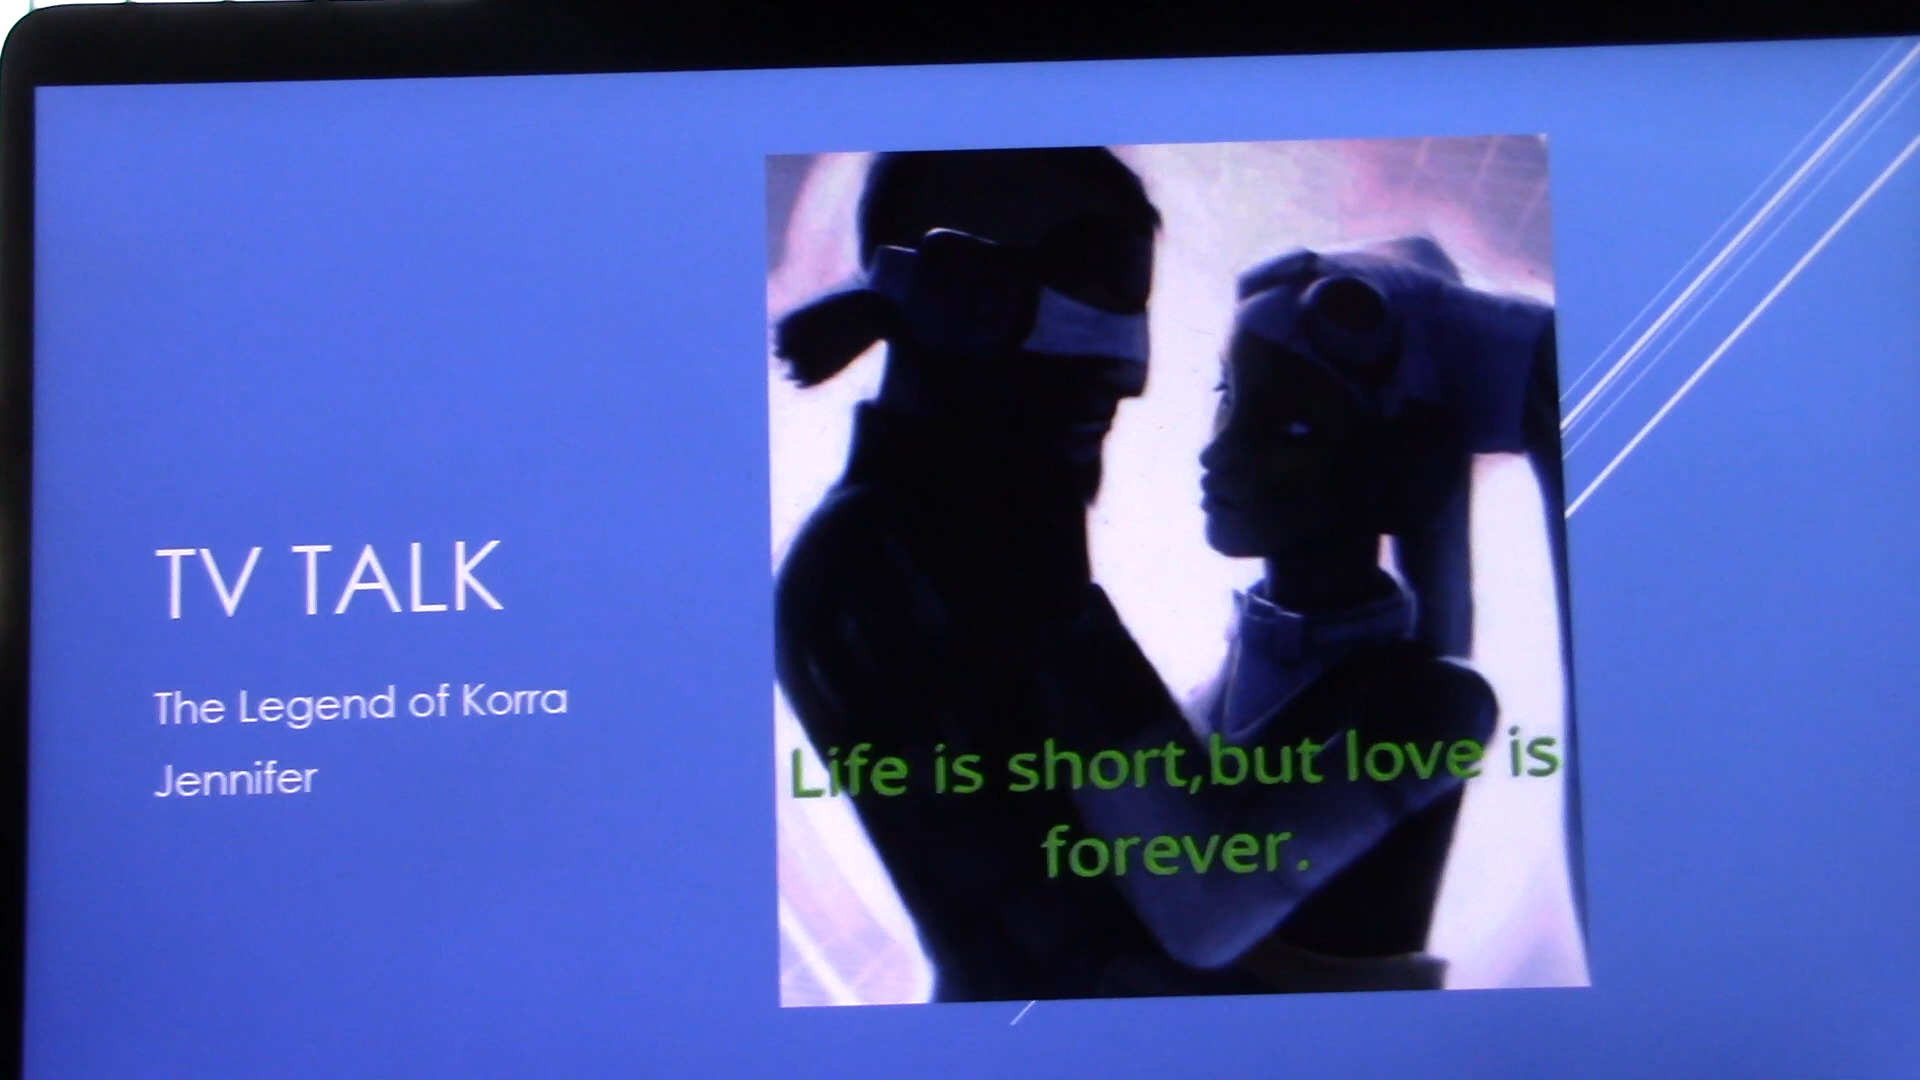 TV TALK
The Legend of Korra
Jennifer
Life is short,but love is
forever.